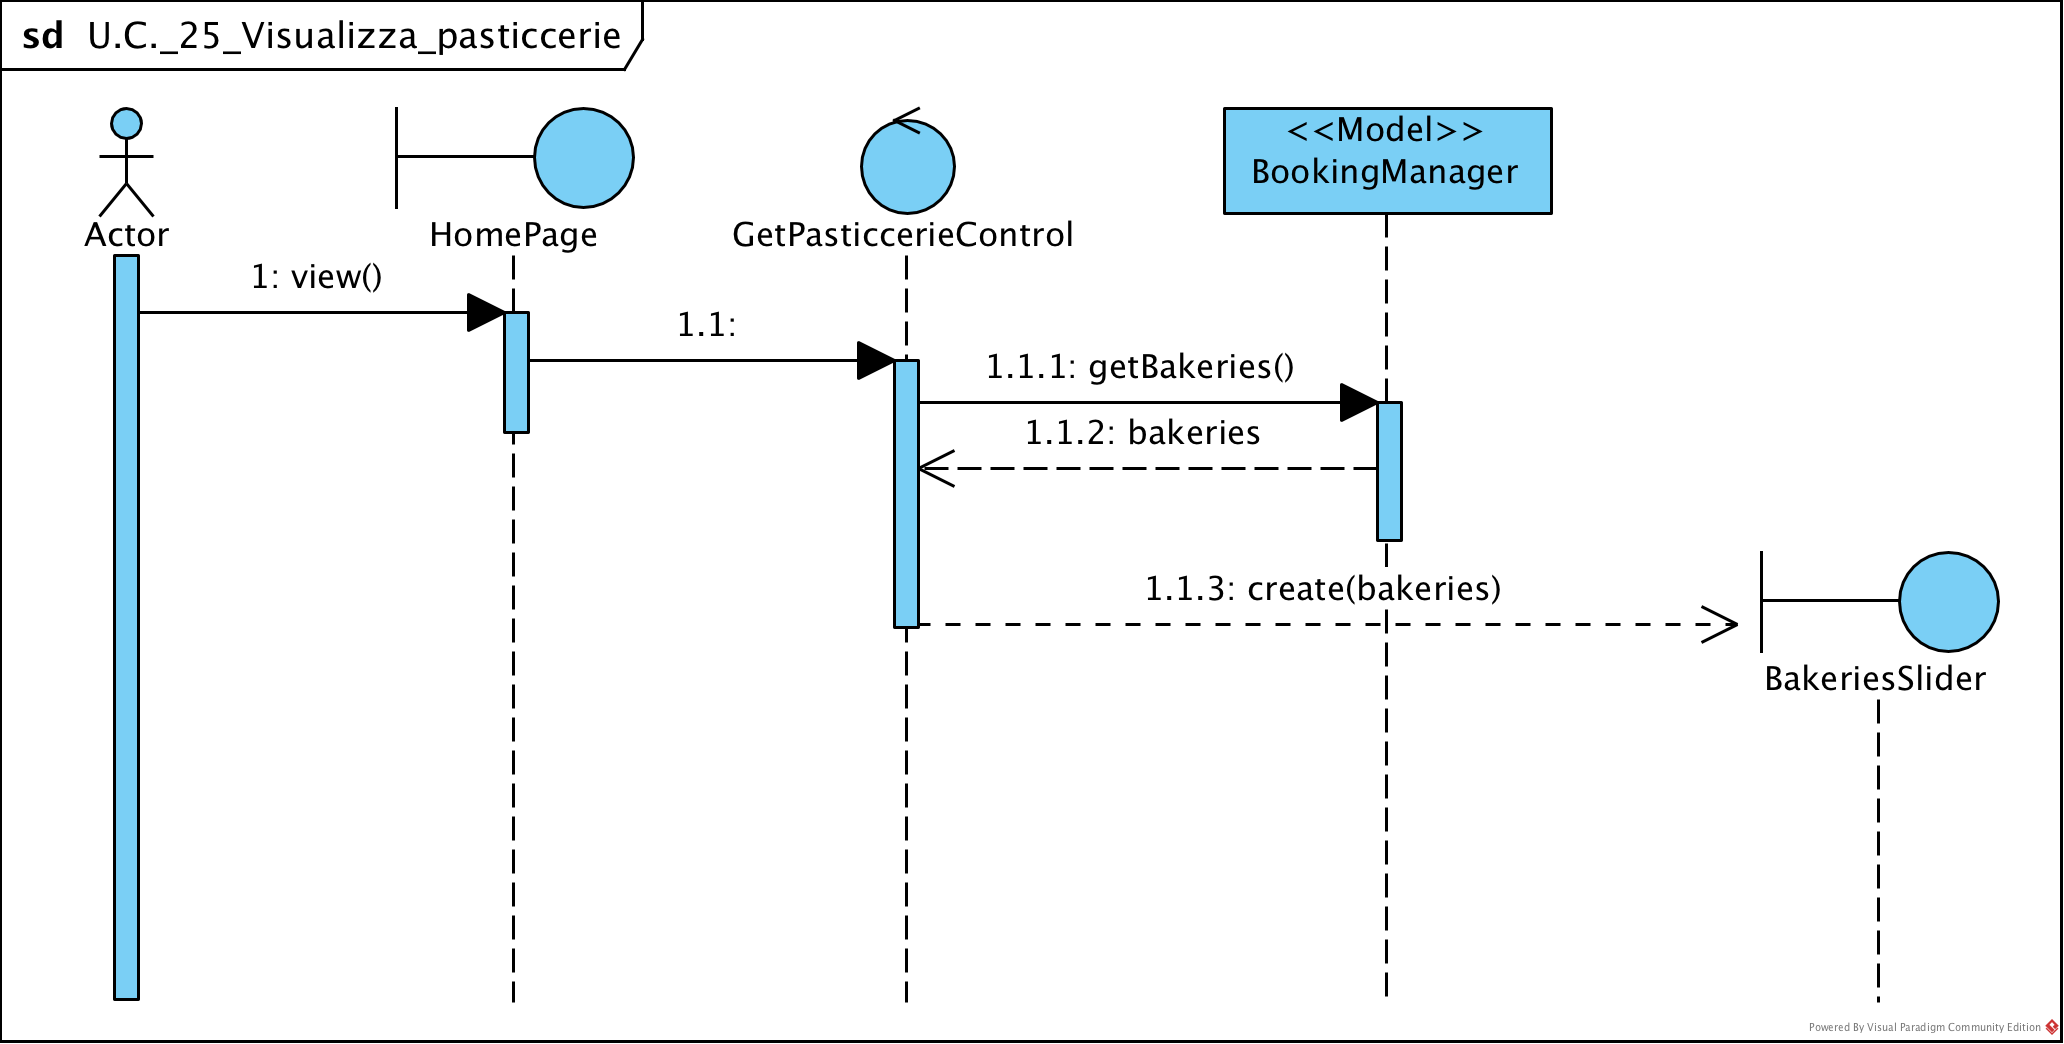 sd U.C._25_Visualizza_pasticcerie
<<Model>>
BookingManager
Actor
HomePage
GetPasticcerieControl
1: view()
1.1:
1.1.1: getBakeries()
1.1.2: bakeries
1.1.3: create(bakeries)
BakeriesSlider
Powered By Visual Paradigm Community Edition